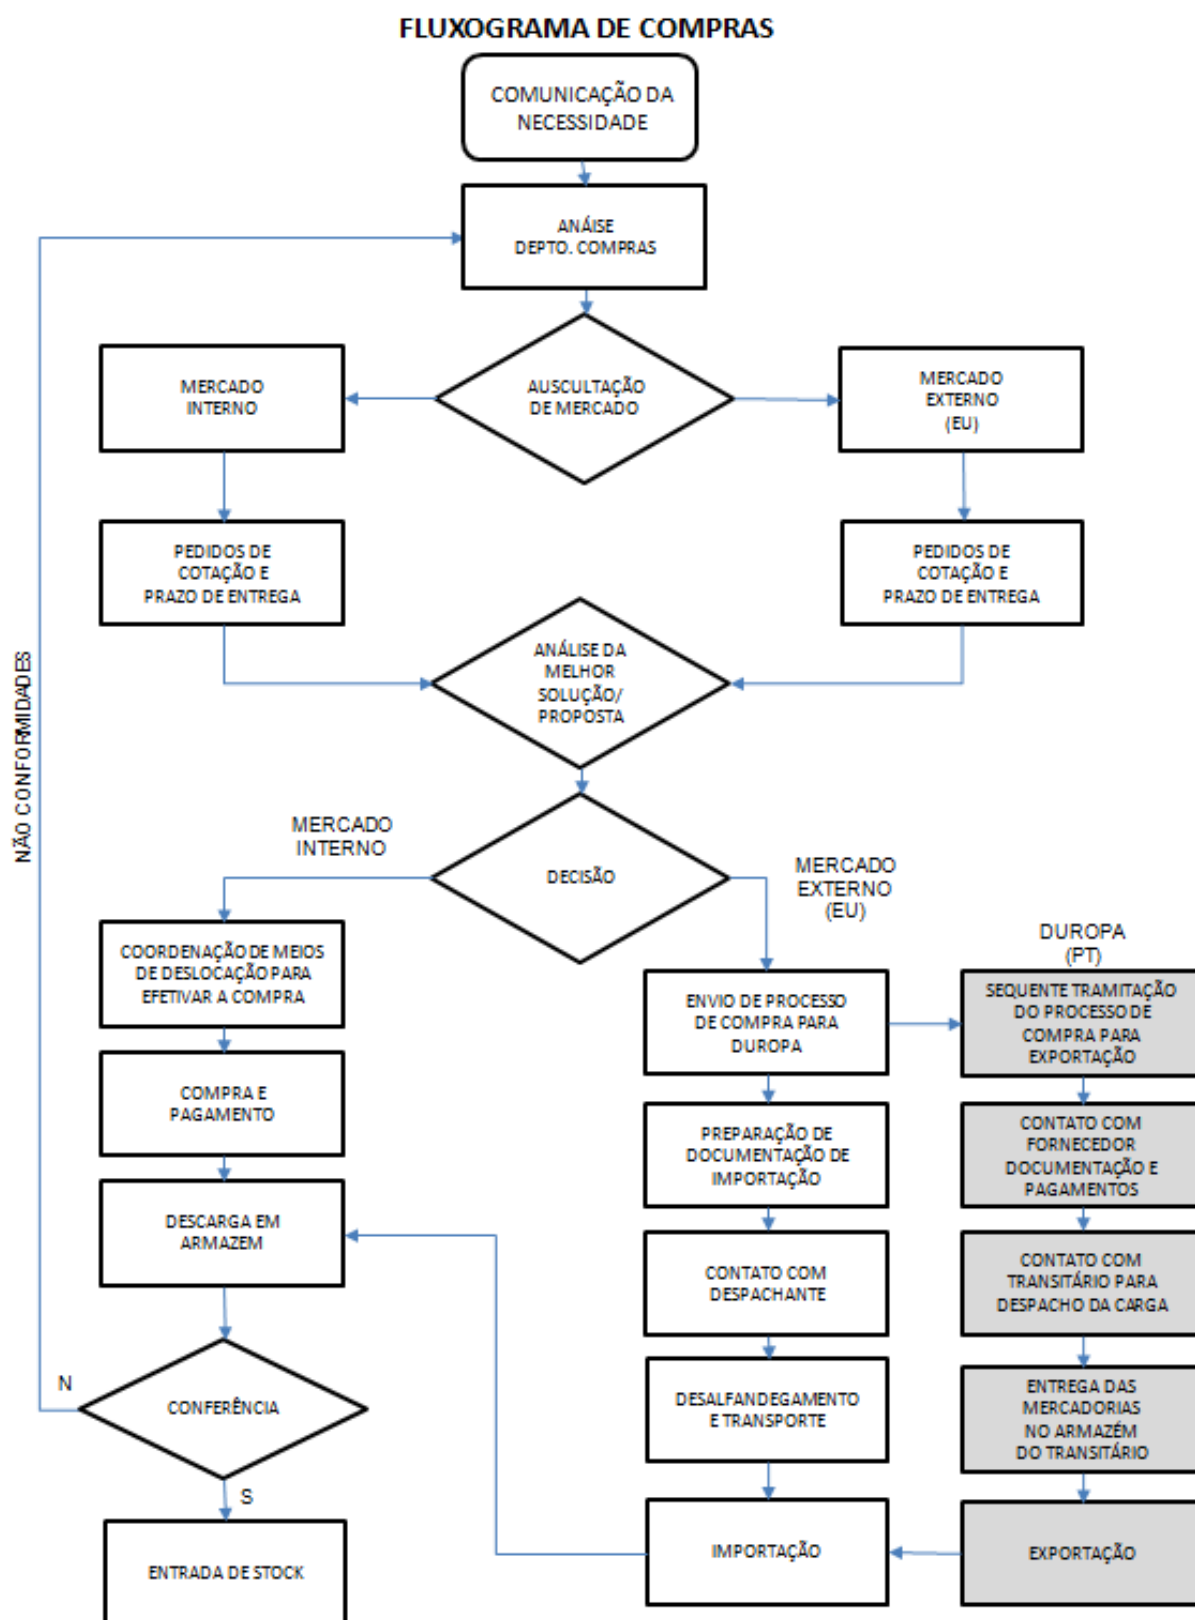 FLUXOGRAMA DE COMPRAS
COMUNICAÇÃO DA
NECESSIDADE
ANÁISE
DEPTO. COMPRAS
AUSCULTAÇÃO
DE MERCADO
MERCADO
INTERNO
MERCADO
EXTERNO
(EU)
PEDIDOS DE
COTAÇÃO E
PRAZO DE ENTREGA
PEDIDOS DE
COTAÇÃO E
PRAZO DE ENTREGA
ANÁLISE DA
MELHOR
SOLUÇÃO/
PROPOSTA
NÃO CONFORMIDADES
DECISÃO
MERCADO
INTERNO
MERCADO
EXTERNO
(EU)
COORDENAÇÃO DE MEIOS
DE DESLOCAÇÃO PARA
EFETIVAR A COMPRA
COMPRA E
PAGAMENTO
DESCARGA EM
ARMAZEM
CONFERÊNCIA
N
S
ENTRADA DE STOCK
ENVIO DE PROCESSO
DE COMPRA PARA
DUROPA
PREPARAÇÃO DE
DOCUMENTAÇÃO DE
IMPORTAÇÃO
CONTATO COM
DESPACHANTE
DESALFANDEGAMENTO
E TRANSPORTE
IMPORTAÇÃO
DUROPA
(PT)
SEQUENTE TRAMITAÇÃO
DO PROCESSO DE
COMPRA PARA
EXPORTAÇÃO
CONTATO COM
FORNECEDOR
DOCUMENTAÇÃO E
PAGAMENTOS
CONTATO COM
TRANSITÁRIO PARA
DESPACHO DA CARGA
ENTREGA DAS
MERCADORIAS
NO ARMAZÉM
DO TRANSITÁRIO
EXPORTAÇÃO